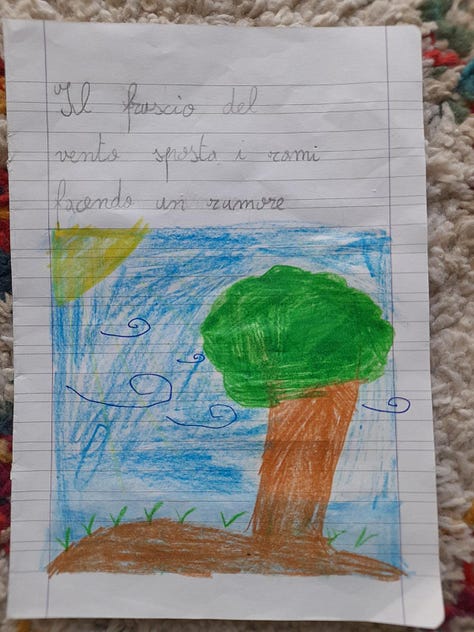 Il fruscio del
vento sposta i rami
facendo un rumore